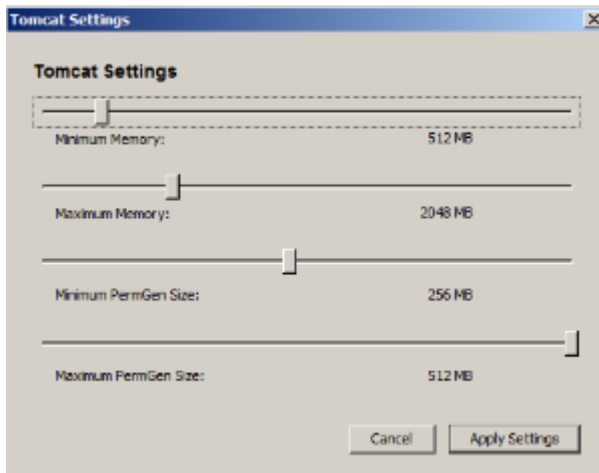 Tomcat Settings
Tomcat Settings
Minimum Memory: 512 MB
Maximum Memory: 2048 MB
Minimum PermGen Size: 256 MB
Maximum PermGen Size: 512 MB
Cancel Apply Settings